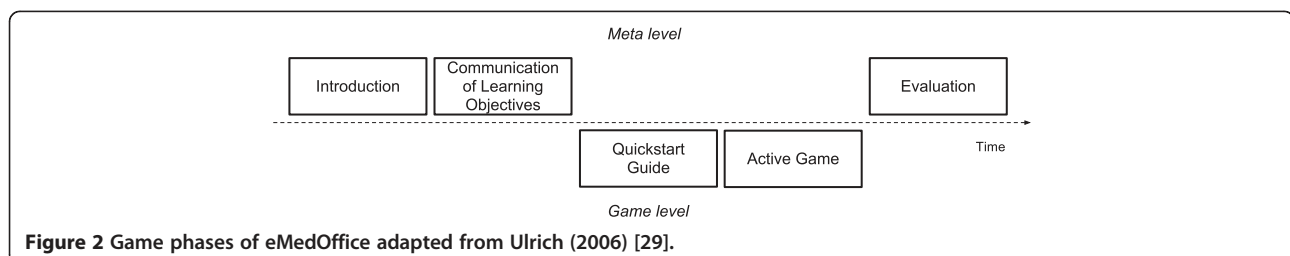 Meta level
Introduction
Communication
of Learning
Objectives
Evaluation
Time
Quickstart
Guide
Active Game
Game level
Figure 2 Game phases of eMedOffice adapted from Ulrich (2006) [29].